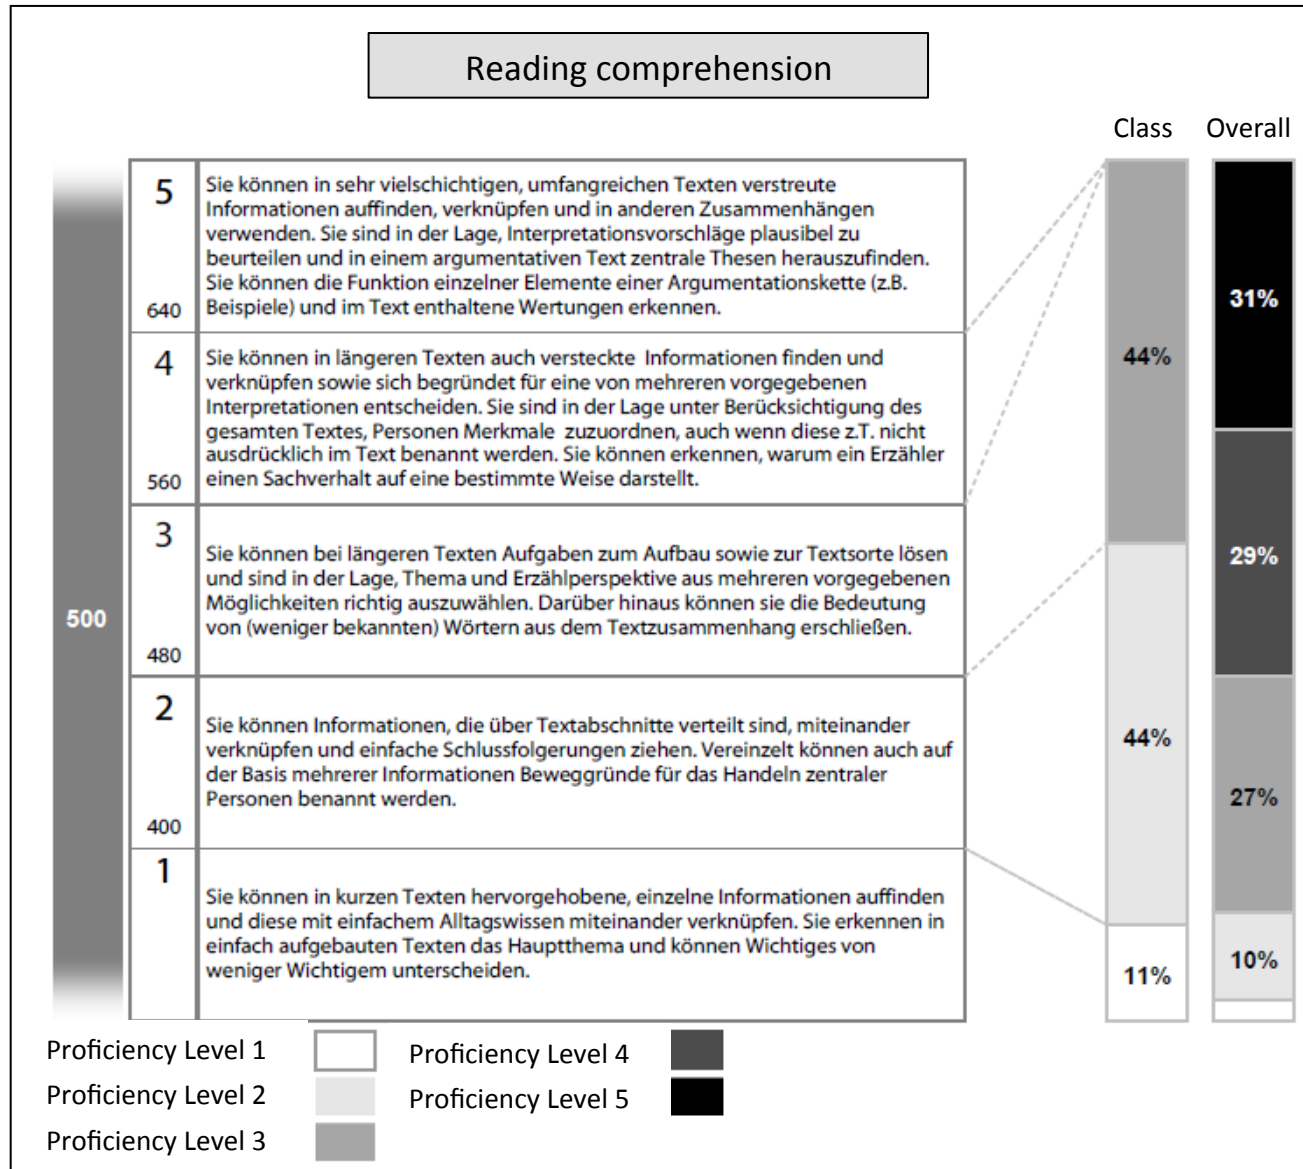 Reading comprehension
Class Overall
5
Sie können in sehr vielschichtigen, umfangreichen Texten verstreute
Informationen auffinden, verknüpfen und in anderen Zusammenhängen
verwenden. Sie sind in der Lage, Interpretationsvorschläge plausibel zu
beurteilen und in einem argumentativen Text zentrale Thesen herauszufinden.
Sie können die Funktion einzelner Elemente einer Argumentationskette (z.B.
Beispiele) und im Text enthaltene Wertungen erkennen.
640
4
Sie können in längeren Texten auch versteckte Informationen finden und
verknüpfen sowie sich begründet für eine von mehreren vorgegebenen
Interpretationen entscheiden. Sie sind in der Lage unter Berücksichtigung des
gesamten Textes, Personen Merkmale zuzuordnen, auch wenn diese z.T. nicht
ausdrücklich im Text benannt werden. Sie können erkennen, warum ein Erzähler
einen Sachverhalt auf eine bestimmte Weise darstellt.
560
3
Sie können bei längeren Texten Aufgaben zum Aufbau sowie zur Textsorte lösen
und sind in der Lage, Thema und Erzählperspektive aus mehreren vorgegebenen
Möglichkeiten richtig auszuwählen. Darüber hinaus können sie die Bedeutung
von (weniger bekannten) Wörtern aus dem Textzusammenhang erschließen.
480
500
2
Sie können Informationen, die über Textabschnitte verteilt sind, miteinander
verknüpfen und einfache Schlussfolgerungen ziehen. Vereinzelt können auch auf
der Basis mehrerer Informationen Beweggründe für das Handeln zentraler
Personen benannt werden.
400
1
Sie können in kurzen Texten hervorgehobene, einzelne Informationen auffinden
und diese mit einfachem Alltagswissen miteinander verknüpfen. Sie erkennen in
einfach aufgebauten Texten das Hauptthema und können Wichtiges von
weniger Wichtigem unterscheiden.
44%
44%
11%
31%
29%
27%
10%
Proficiency Level 1
Proficiency Level 2
Proficiency Level 3
Proficiency Level 4
Proficiency Level 5